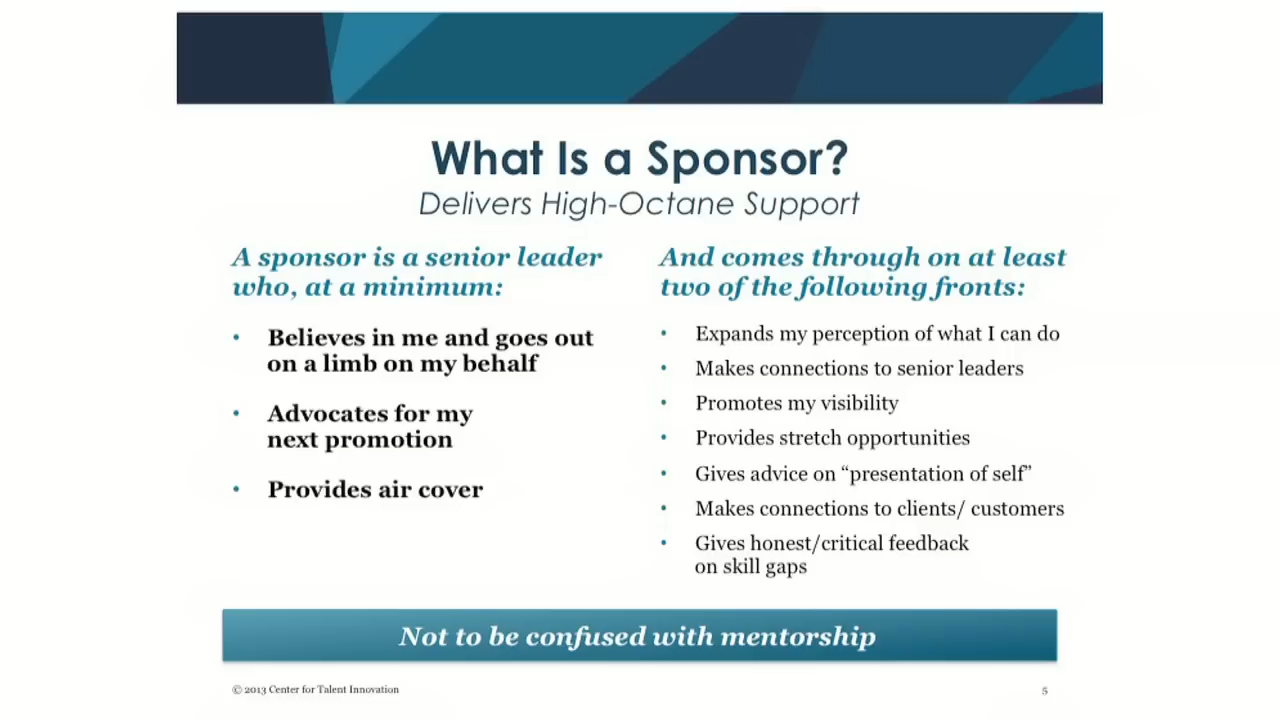 What Is a Sponsor?
Delivers High-Octane Support
A sponsor is a senior leader
who, at a minimum:
• Believes in me and goes out
on a limb on my behalf
• Advocates for my
next promotion
• Provides air cover
And comes through on at least
two of the following fronts:
• Expands my perception of what I can do
• Makes connections to senior leaders
• Promotes my visibility
• Provides stretch opportunities
• Gives advice on “presentation of self”
• Makes connections to clients/ customers
• Gives honest/critical feedback
on skill gaps
Not to be confused with mentorship
© 2013 Center for Talent Innovation
5